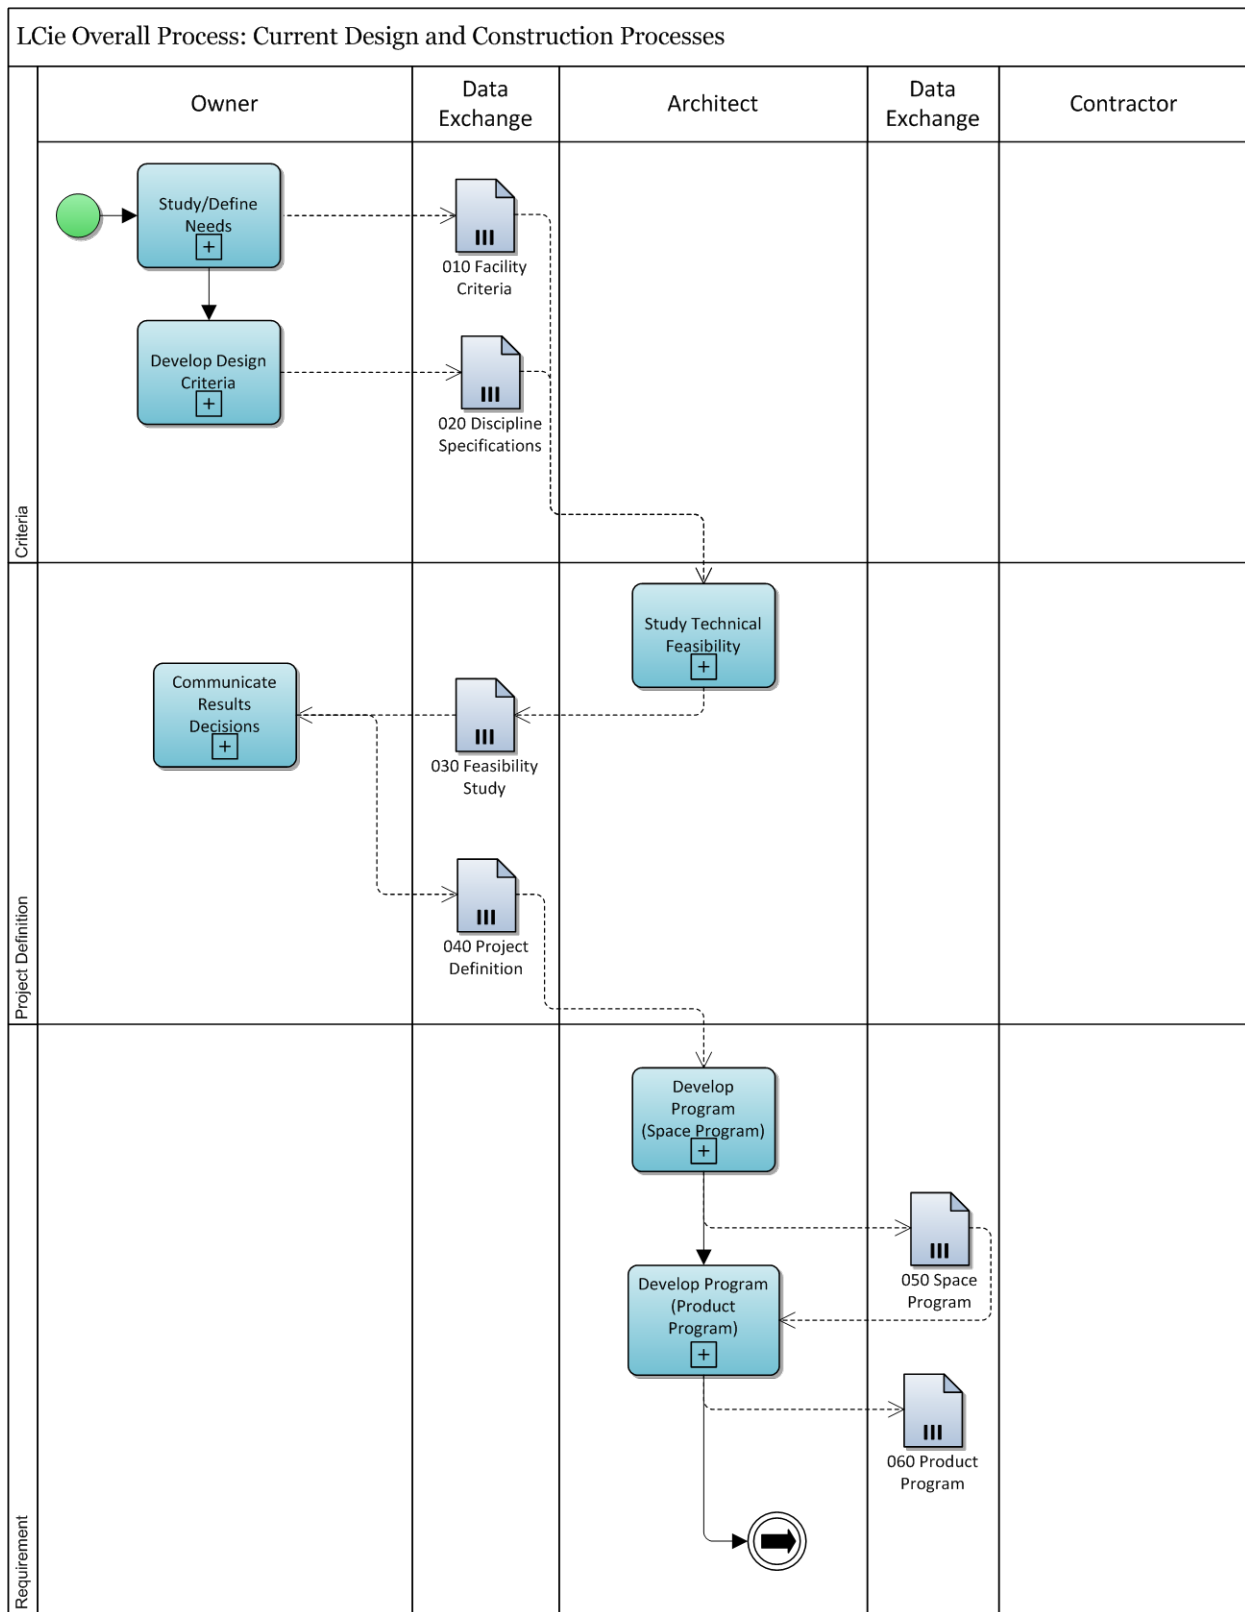 LCie Overall Process: Current Design and Construction Processes
Owner
Data
Exchange
Architect
Data
Exchange
Contractor
Criteria
Study/Define
Needs
010 Facility
Criteria
Develop Design
Criteria
020 Discipline
Specifications
Project Definition
Study Technical
Feasibility
Communicate
Results
Decisions
030 Feasibility
Study
040 Project
Definition
Requirement
Develop
Program
(Space Program)
050 Space
Program
Develop Program
(Product
Program)
060 Product
Program